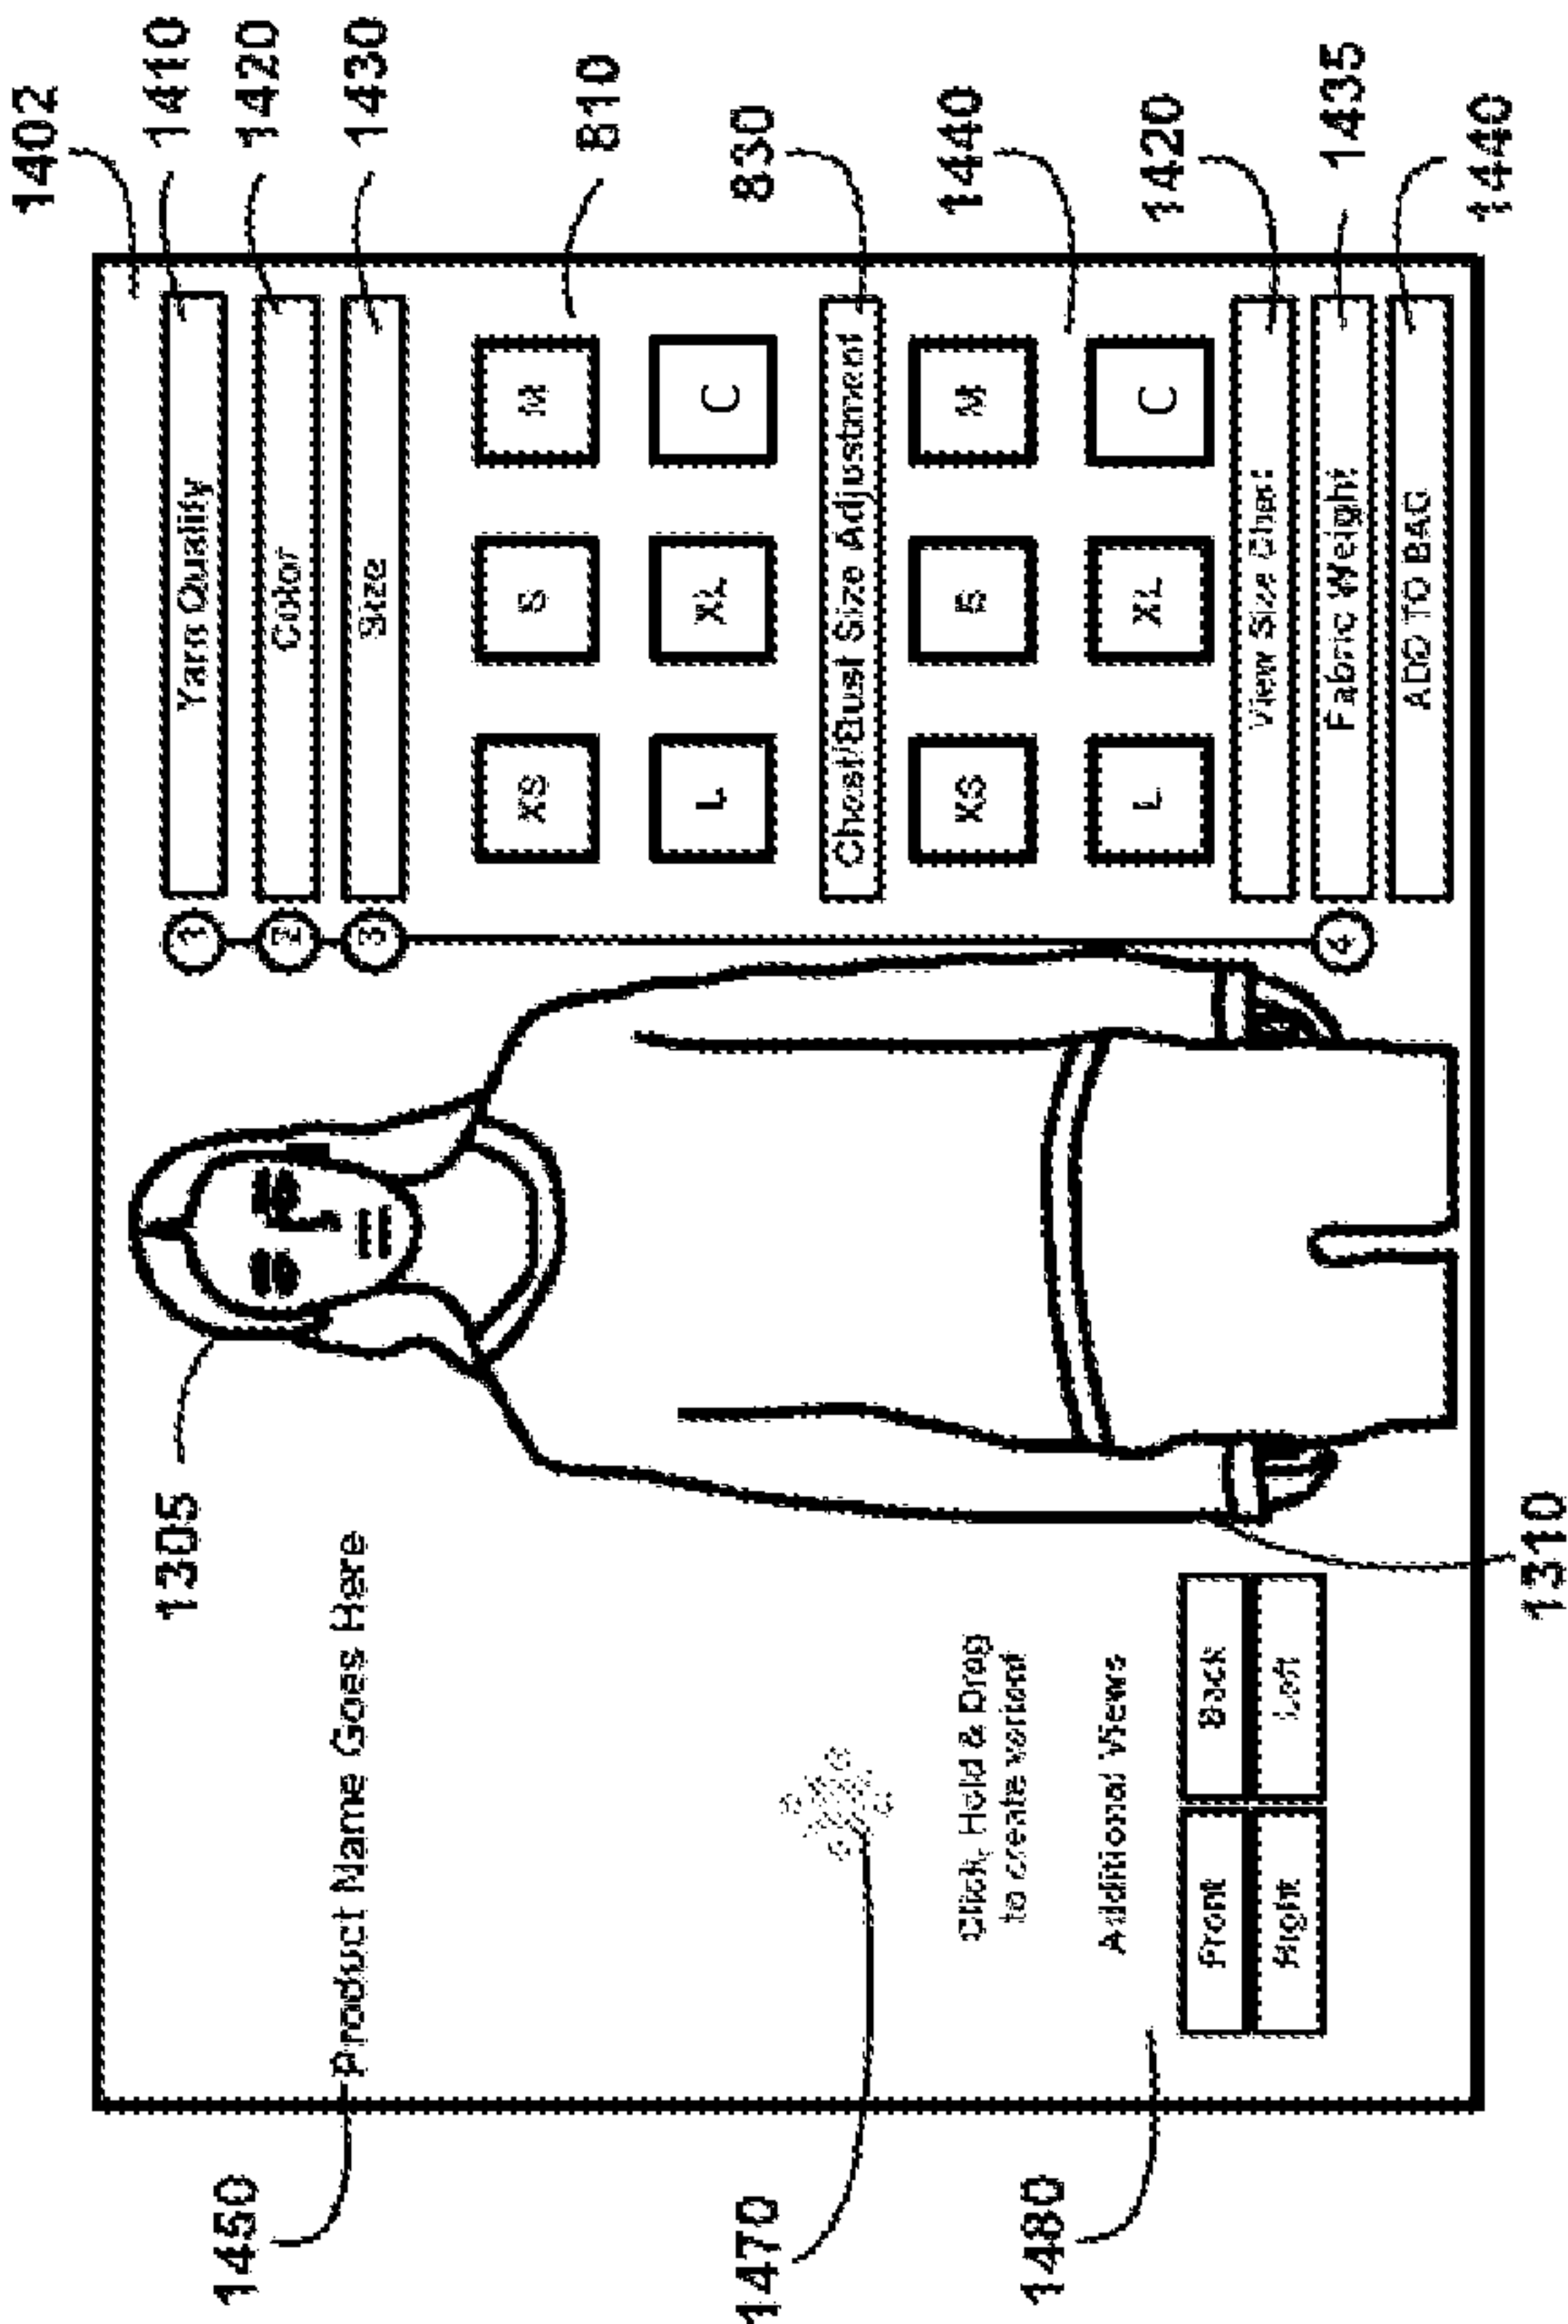 1402
1410
1420
1430
810
830
1440
1420
1435
1440
1305
1310
1450
1470
1480
Product Name Goes Here
Click, Hold & Drag
to create variant
Additional Views
Front Back
Right Left
1 Yarn Quality
2 Color
3 Size
XS S M
L XL C
Chest/Bust Size Adjustment
XS S M
L XL C
View Size Chart
4 Fabric Weight
ADD TO BAG